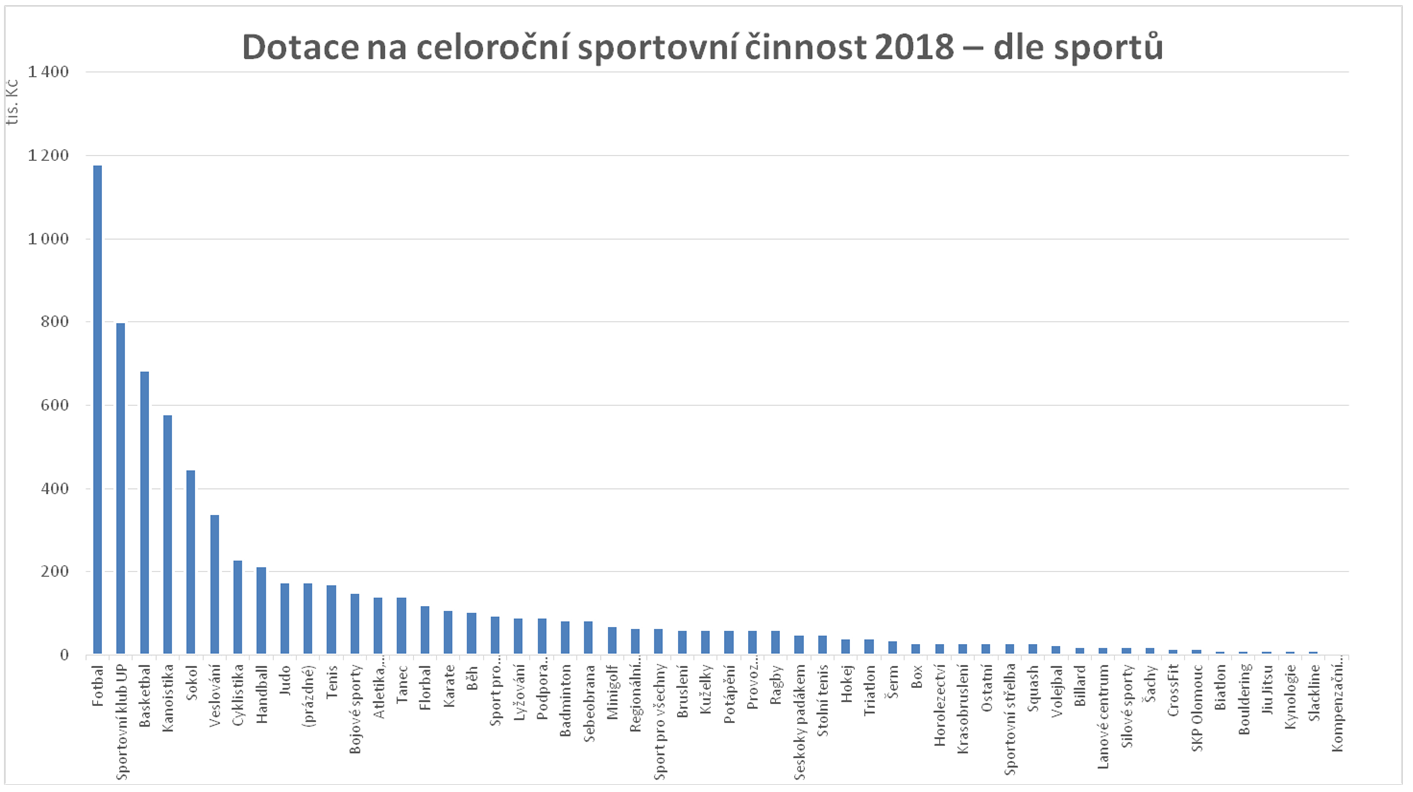 Dotace na celoroční sportovní činnost 2018 – dle sportů
tis. Kč
1 400
1 200
1 000
800
600
400
200
0
Fotbal
Sportovní klub UP
Basketbal
Kanoistika
Sokol
Veslování
Cyklistika
Handball
Judo
(prázdné)
Tenis
Bojové sporty
Atletika,…
Tanec
Florbal
Karate
Běh
Sport pro…
Lyžování
Podpora…
Badminton
Sebeobrana
Minigolf
Regionální…
Sport pro všechny
Bruslení
Kuželky
Potápění
Provoz…
Ragby
Seskoky padákem
Stolní tenis
Hokej
Triatlon
Šerm
Box
Horolezectví
Krasobruslení
Ostatní
Sportovní střelba
Squash
Volejbal
Billard
Lanové centrum
Silové sporty
Šachy
CrossFit
SKP Olomouc
Biatlon
Bouldering
Jiu Jitsu
Kynologie
Slackline
Kompenzační…